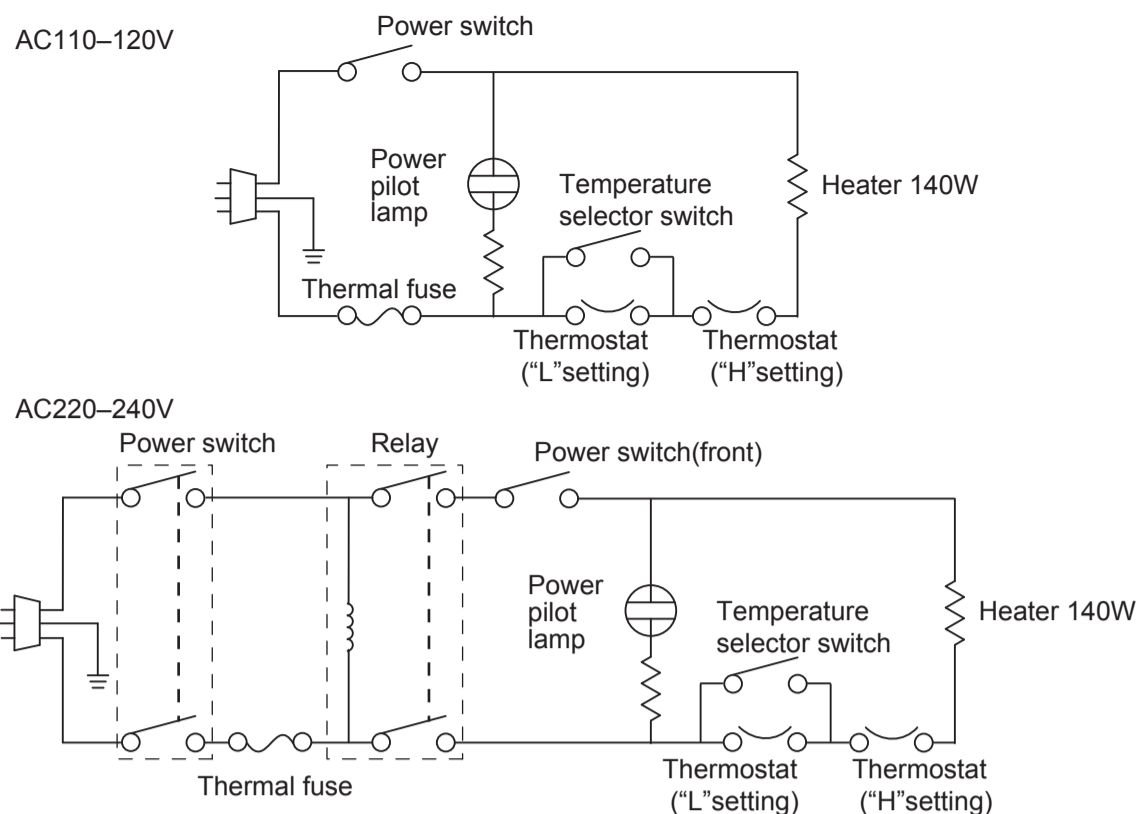 AC110–120V
Power switch
Power
pilot
lamp
Temperature
selector switch
Heater 140W
Thermal fuse
Thermostat
(“L”setting)
Thermostat
(“H”setting)
AC220–240V
Power switch
Relay
Power switch(front)
Power
pilot
lamp
Temperature
selector switch
Heater 140W
Thermal fuse
Thermostat
(“L”setting)
Thermostat
(“H”setting)